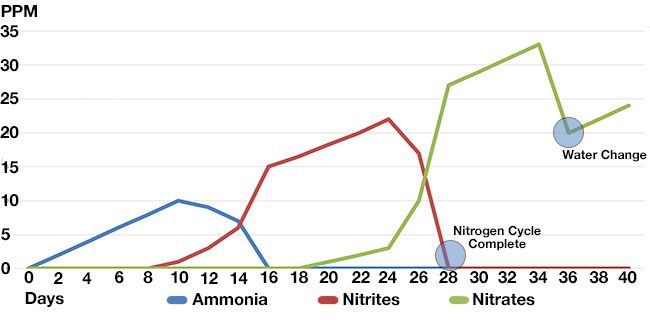 PPM
35
30
25
20
15
10
5
0
Water Change
Nitrogen Cycle
Complete
0 2 4 6 8 10 12 14 16 18 20 22 24 26 28 30 32 34 36 38 40
Days
Ammonia Nitrites Nitrates